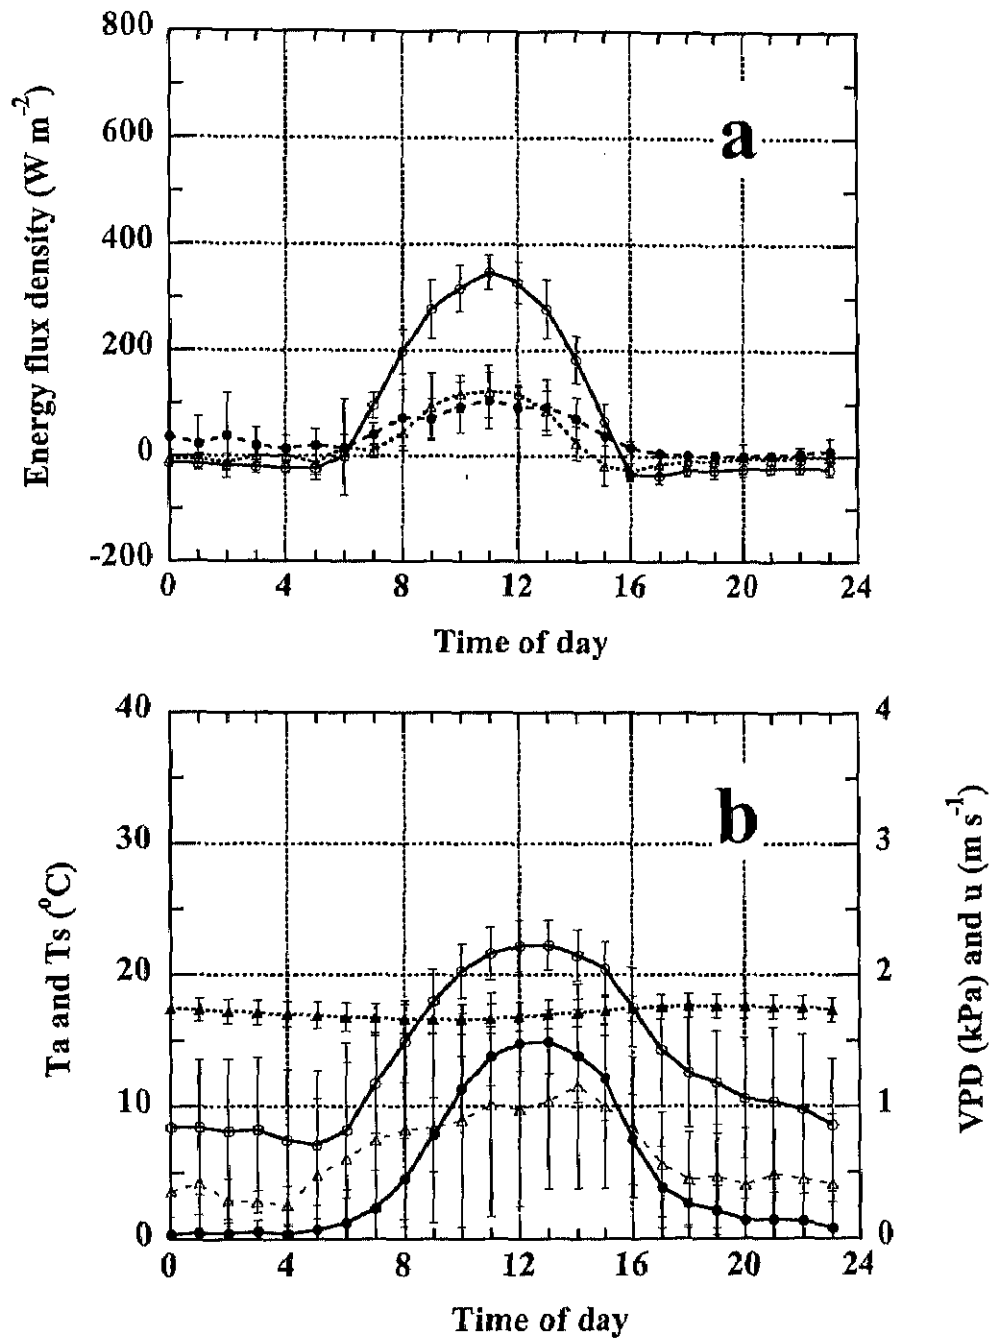 800
600
400
200
0
-200
Energy flux density (W m⁻²)
a
0 4 8 12 16 20 24
Time of day
40
30
20
10
0
Ta and Ts (°C)
b
4
3
2
1
0
VPD (kPa) and u (m s⁻¹)
0 4 8 12 16 20 24
Time of day